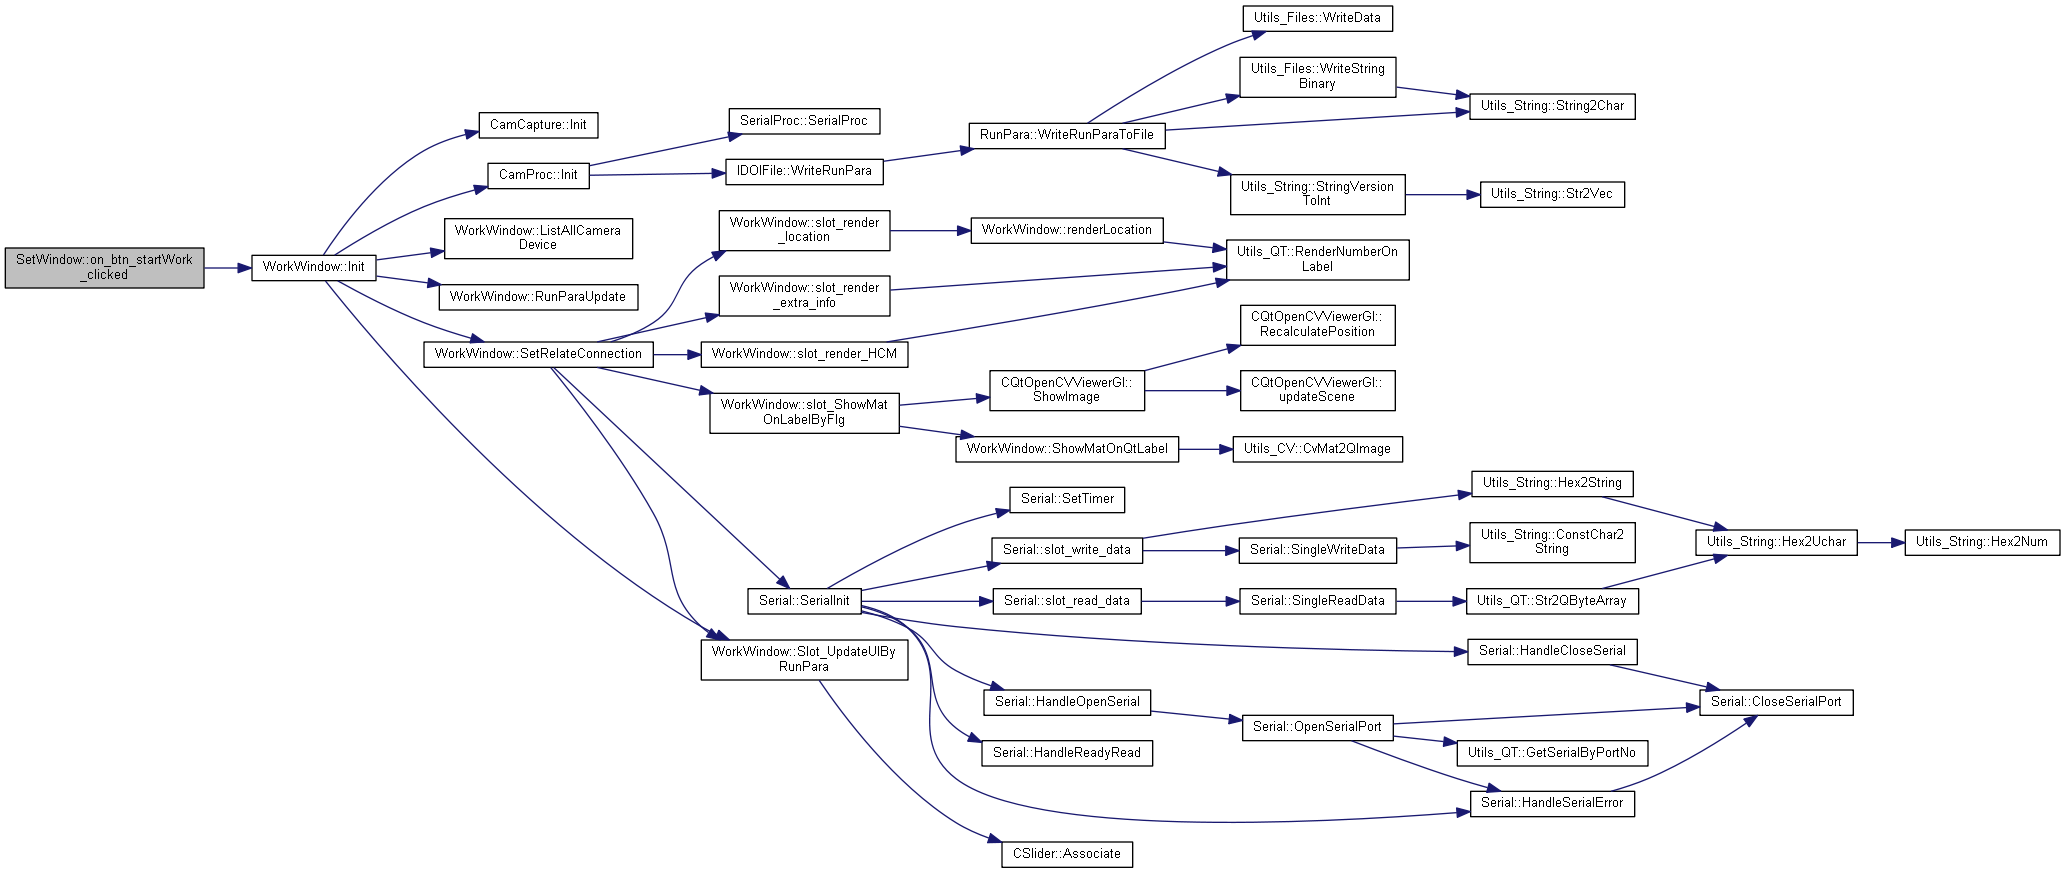 SetWindow::on_btn_startWork
_clicked
WorkWindow::Init
CamCapture::Init
CamProc::Init
WorkWindow::ListAllCamera
Device
WorkWindow::RunParaUpdate
WorkWindow::SetRelateConnection
SerialProc::SerialProc
IDOIFile::WriteRunPara
WorkWindow::slot_render
_location
WorkWindow::slot_render
_extra_info
WorkWindow::slot_render_HCM
WorkWindow::slot_ShowMat
OnLabelByFlg
Serial::SerialInit
WorkWindow::Slot_UpdateUIBy
RunPara
RunPara::WriteRunParaToFile
WorkWindow::renderLocation
CQtOpenCVViewerGl::
ShowImage
WorkWindow::ShowMatOnQtLabel
Serial::SetTimer
Serial::slot_write_data
Serial::slot_read_data
Serial::HandleOpenSerial
Serial::HandleReadyRead
CSlider::Associate
Utils_Files::WriteData
Utils_Files::WriteString
Binary
Utils_String::StringVersion
ToInt
Utils_QT::RenderNumberOn
Label
CQtOpenCVViewerGl::
RecalculatePosition
CQtOpenCVViewerGl::
updateScene
Utils_CV::CvMat2QImage
Serial::SingleWriteData
Serial::SingleReadData
Serial::OpenSerialPort
Utils_String::String2Char
Utils_String::Str2Vec
Utils_String::Hex2String
Utils_String::ConstChar2
String
Utils_QT::Str2QByteArray
Serial::HandleCloseSerial
Utils_QT::GetSerialByPortNo
Serial::HandleSerialError
Utils_String::Hex2Uchar
Serial::CloseSerialPort
Utils_String::Hex2Num